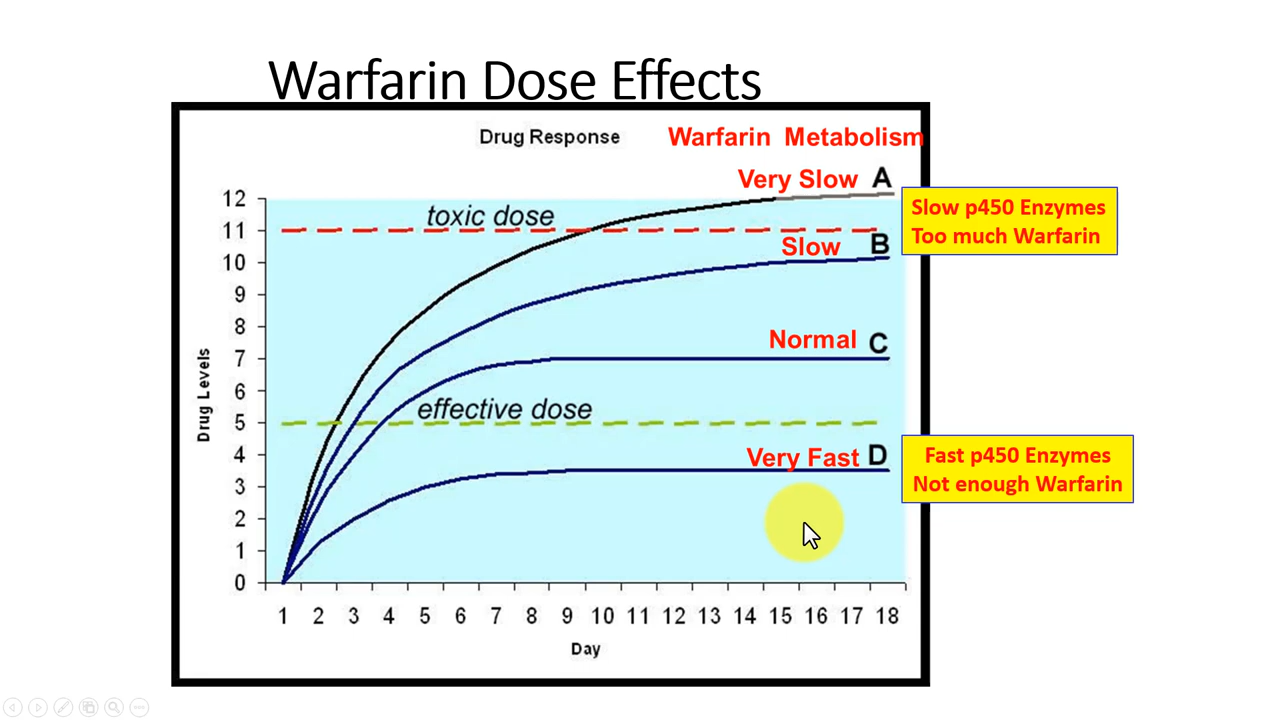 Warfarin Dose Effects
Drug Response
Warfarin Metabolism
Very Slow A
12
toxic dose
11
Slow B
10
9
8
Normal C
7
6
effective dose
5
Very Fast D
4
3
2
1
0
Drug Levels
1 2 3 4 5 6 7 8 9 10 11 12 13 14 15 16 17 18
Day
Slow p450 Enzymes
Too much Warfarin
Fast p450 Enzymes
Not enough Warfarin